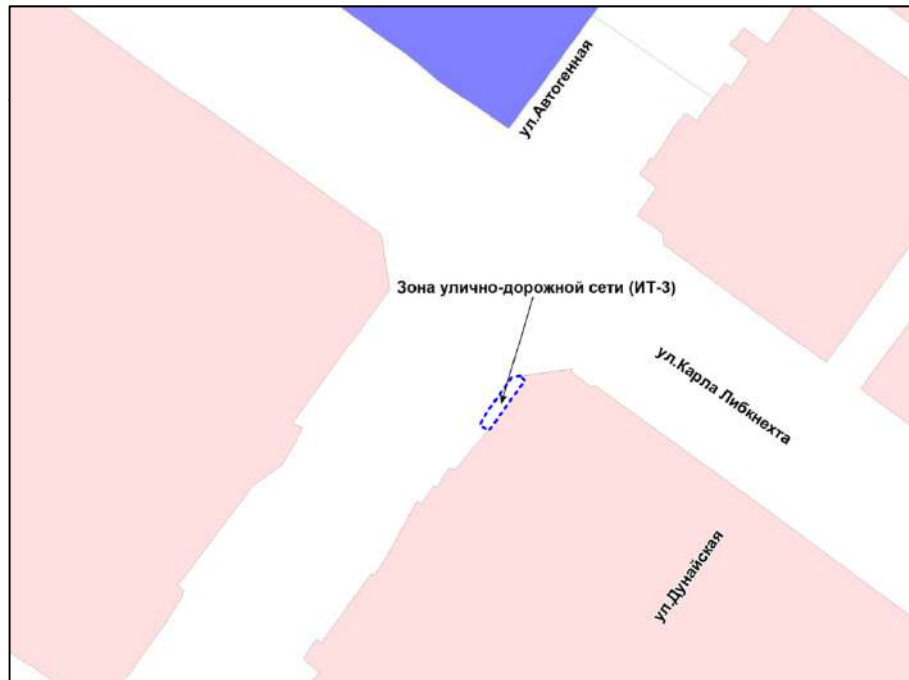 ул.Автогенная
Зона улично-дорожной сети (ИТ-3)
ул.Карла Либкнехта
ул.Дунайская